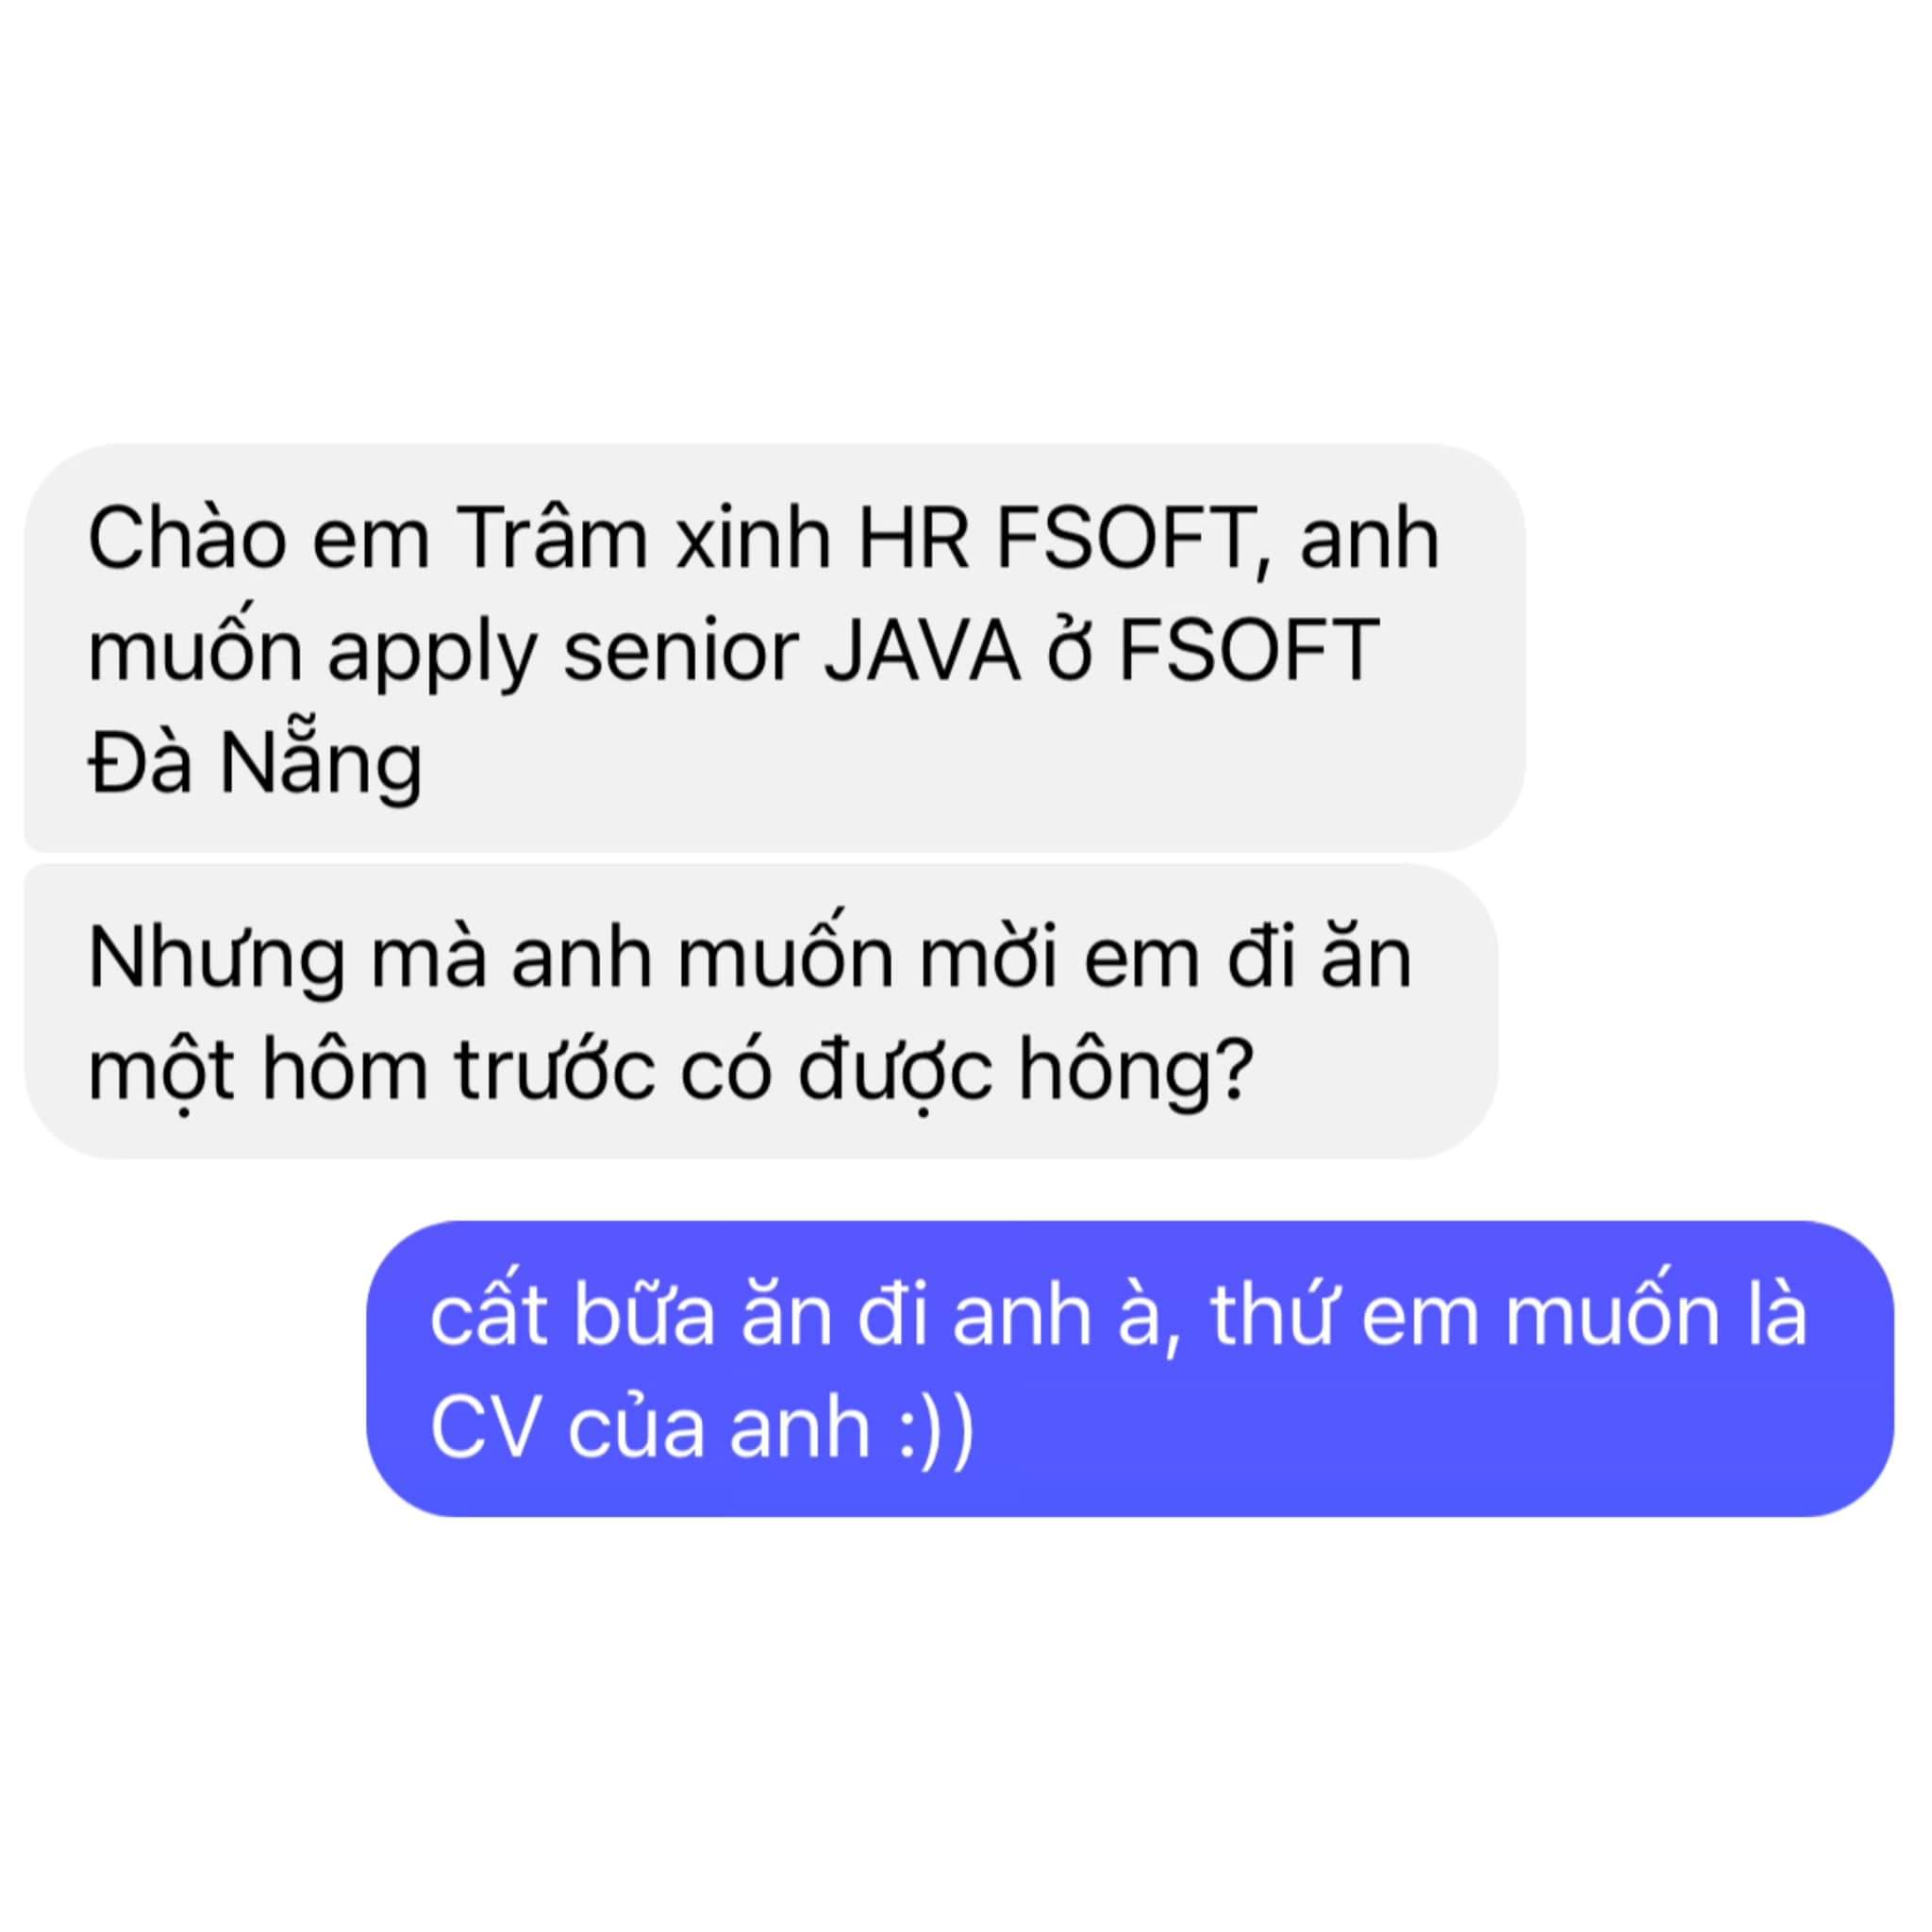 Chào em Trâm xinh HR FSOFT, anh
muốn apply senior JAVA ở FSOFT
Đà Nẵng
Nhưng mà anh muốn mời em đi ăn
một hôm trước có được hông?
cất bữa ăn đi anh à, thứ em muốn là
CV của anh :))